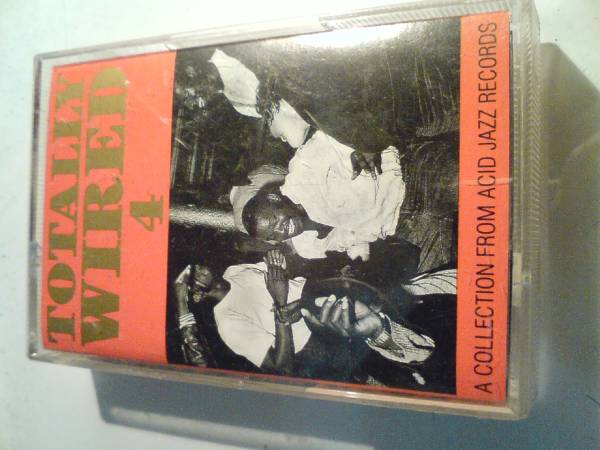 TOTALLY
WIRED
4
A COLLECTION FROM ACID JAZZ RECORDS